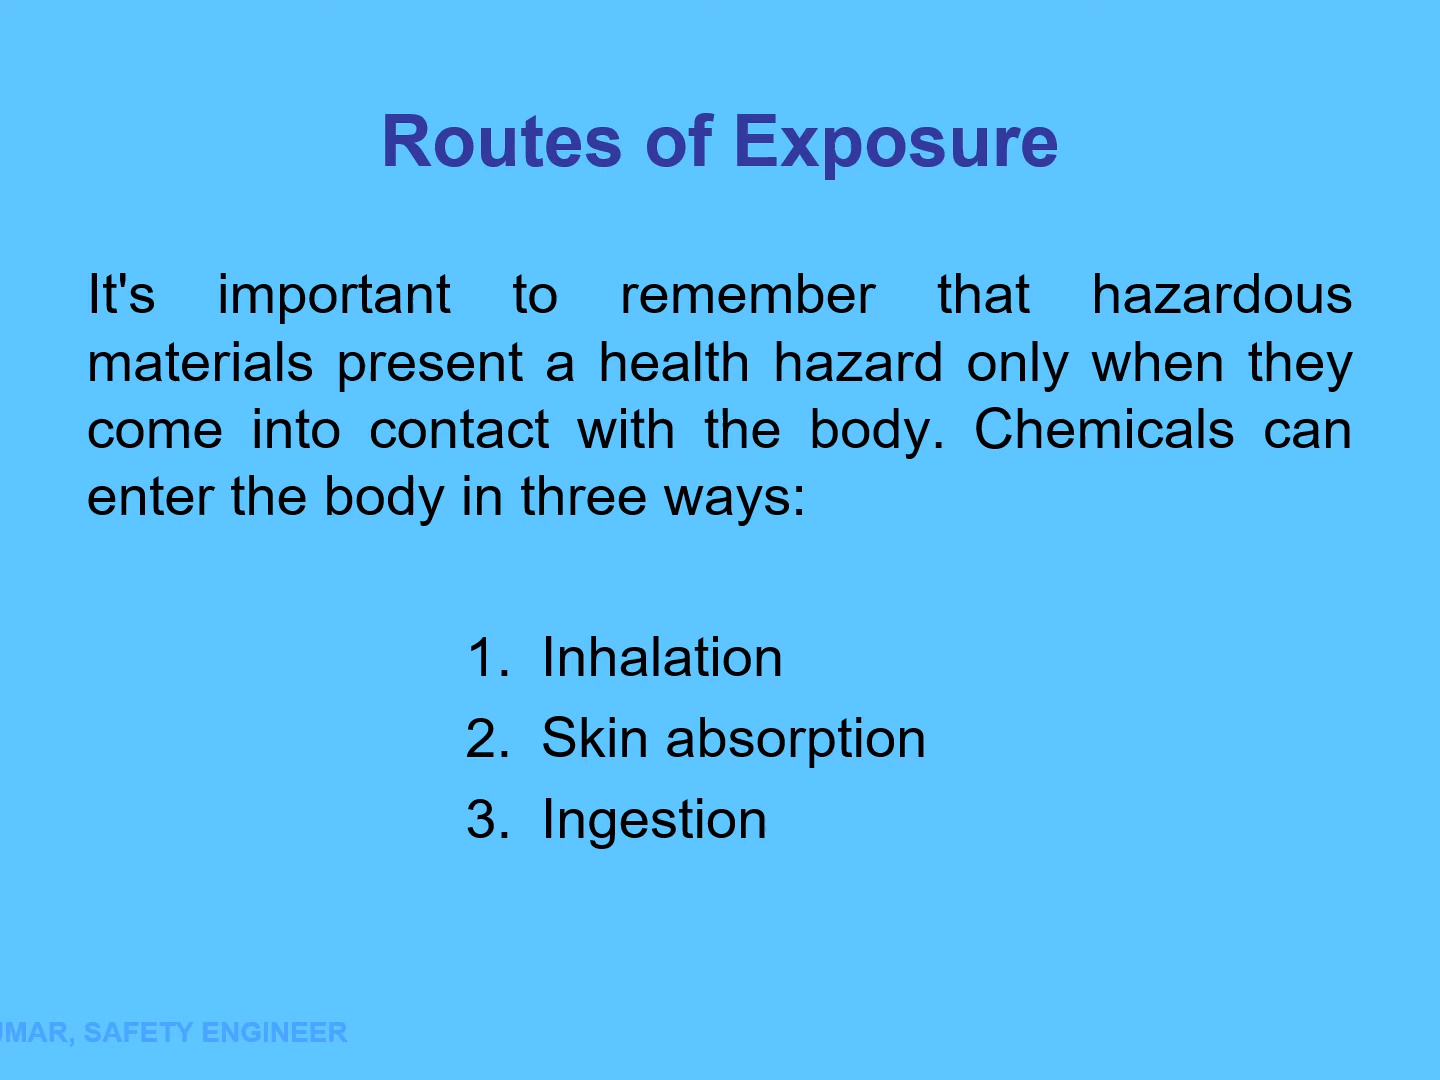 Routes of Exposure
It's important to remember that hazardous
materials present a health hazard only when they
come into contact with the body. Chemicals can
enter the body in three ways:
1. Inhalation
2. Skin absorption
3. Ingestion
SAFETY ENGINEER